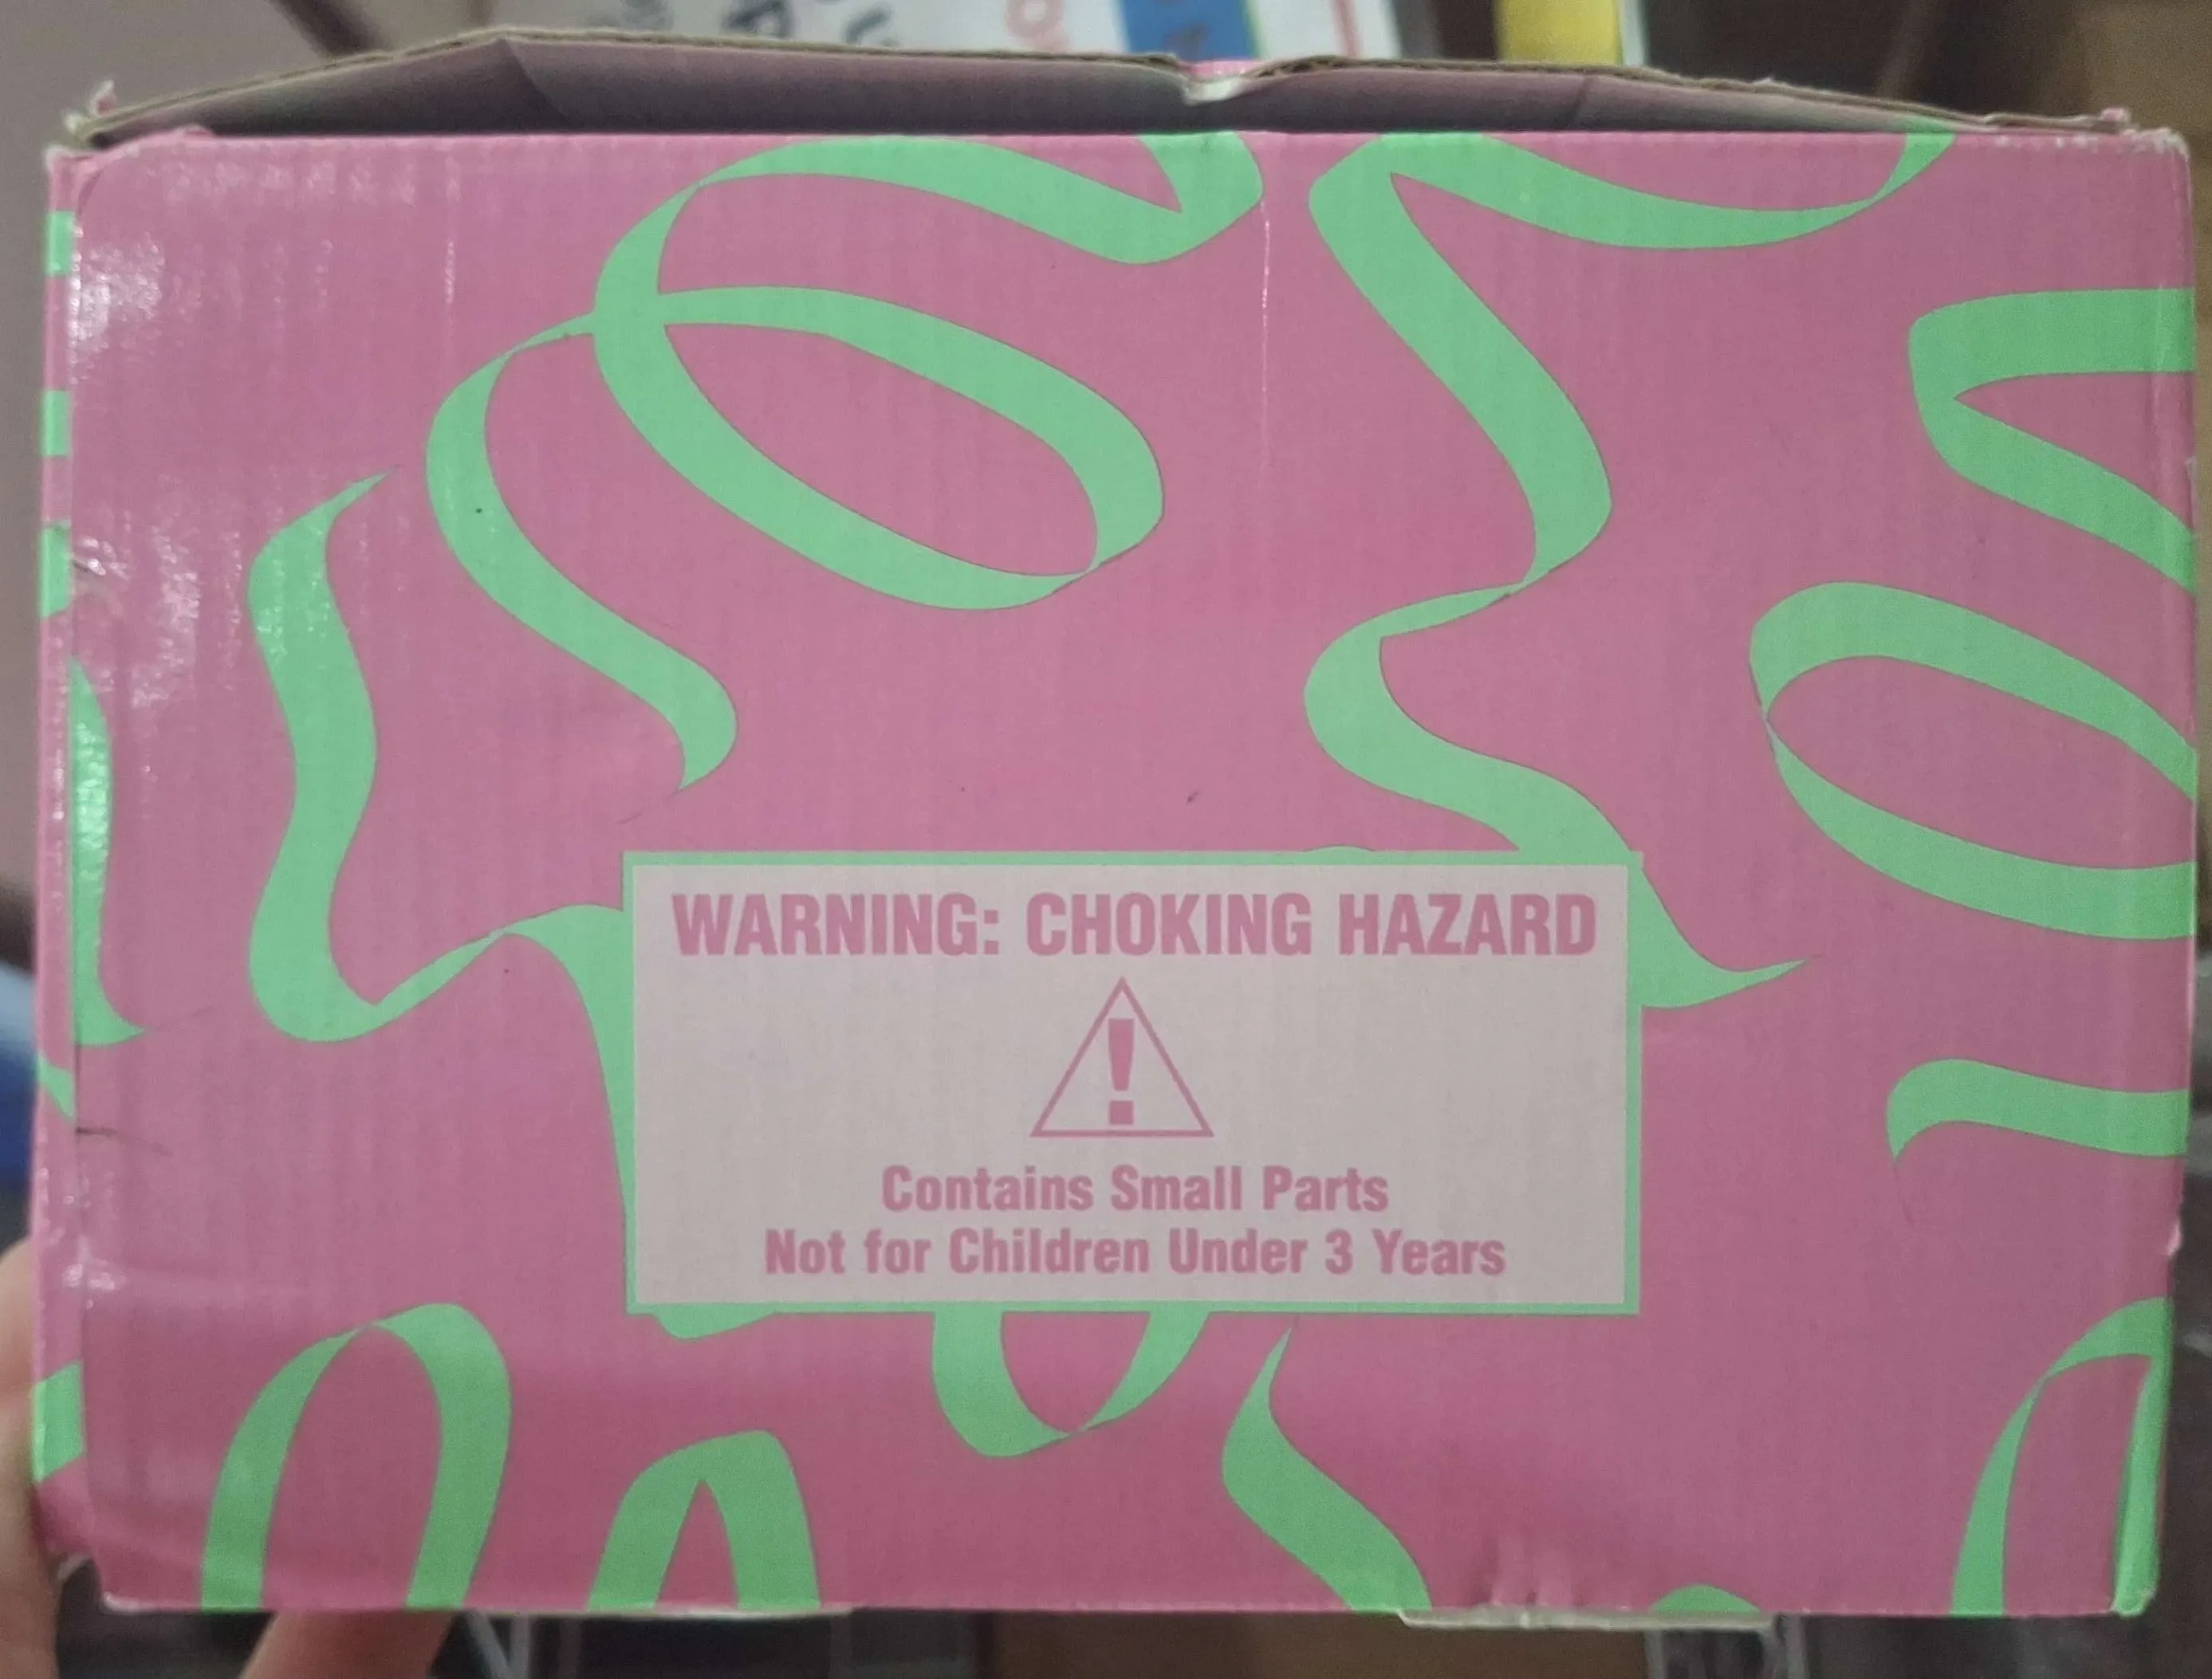 WARNING: CHOKING HAZARD
!
Contains Small Parts
Not for Children Under 3 Years